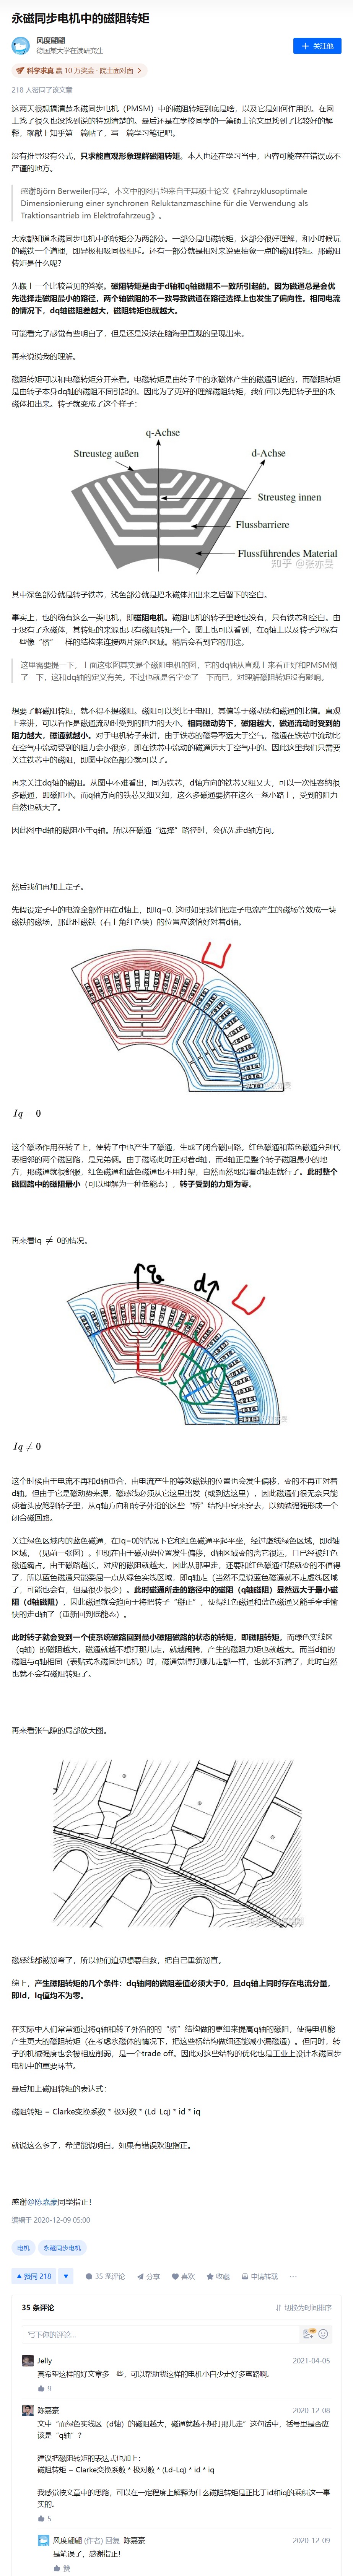 永磁同步电机中的磁阻转矩
风度翩翩
德国某大学在读研究生
关注他
科学求真 赢 10 万奖金 · 院士面对面
218 人赞同了该文章
这两天很想搞清楚永磁同步电机（PMSM）中的磁阻转矩到底是啥，以及它是如何作用的。在网
上找了很久也没找到说的特别清楚的。最后还是在学校同学的一篇硕士论文里找到了比较好的解
释，就献上知乎第一篇帖子，写一篇学习笔记吧。
没有推导没有公式，只求能直观形象理解磁阻转矩。本人也还在学习当中，内容可能存在错误或不
严谨的地方。
感谢Björn Berweiler同学，本文中的图片均来自于其硕士论文《Fahrzyklusoptimale
Dimensionierung einer synchronen Reluktanzmaschine für die Verwendung als
Traktionsantrieb im Elektrofahrzeug》。
大家都知道永磁同步电机中的转矩分为两部分。一部分是电磁转矩，这部分很好理解，和小时候玩
的磁铁一个道理，即异极相吸同极相斥。还有一部分就是相对来说更抽象一点的磁阻转矩。那磁阻
转矩是什么呢?
先搬上一个比较常见的答案。磁阻转矩是由于d轴和q轴磁阻不一致所引起的。因为磁通总是会优
先选择走磁阻最小的路径，两个轴磁阻的不一致导致磁通在路径选择上也发生了偏向性。相同电流
的情况下，dq轴磁阻差越大，磁阻转矩也就越大。
可能看完了感觉有些明白了，但是还是没法在脑海里直观的呈现出来。
再来说说我的理解。
磁阻转矩可以和电磁转矩分开来看。电磁转矩是由转子中的永磁体产生的磁通引起的，而磁阻转矩
是由转子本身dq轴的磁阻不同引起的。因此为了更好的理解磁阻转矩，我们可以先把转子里的永
磁体扣出来。转子就变成了这个样子：
q-Achse
Streusteg außen
d-Achse
Streusteg innen
Flussbarriere
Flussführendes Material
知乎 @张亦旻
其中深色部分就是转子铁芯，浅色部分就是把永磁体扣出来之后留下的空白。
事实上，也的确有这么一类电机，即磁阻电机。磁阻电机的转子里啥也没有，只有铁芯和空白。由
于没有了永磁体，其转矩的来源也只有磁阻转矩一个。图上也可以看到，在q轴上以及转子边缘有
一些像“桥”一样的结构来连接两片深色区域。稍后会看到它的用途。
这里需要提一下，上面这张图其实是个磁阻电机的图，它的dq轴从直观上来看正好和PMSM倒
了一下，这和dq轴的定义有关。不过也就是名字变了一下而已，对理解磁阻转矩没有影响。
想要了解磁阻转矩，就不得不提磁阻。磁阻可以类比于电阻，其值等于磁动势和磁通的比值。直观
上来讲，可以看作是磁通流动时受到的阻力的大小。相同磁动势下，磁阻越大，磁通流动时受到的
阻力越大，磁通就越小。对于电机转子来讲，由于铁芯的磁导率远大于空气，磁通在铁芯中流动比
在空气中流动受到的阻力会小很多，即在铁芯中流动的磁通远大于空气中的。因此这里我们只需要
关注铁芯中的磁阻，即图中深色部分就可以了。
再来关注dq轴的磁阻。从图中不难看出，同为铁芯，d轴方向的铁芯又粗又大，可以一次性容纳很
多磁通，即磁阻小。而q轴方向的铁芯又细又细，这么多磁通要挤在这么一条小路上，受到的阻力
自然也就大了。
因此图中d轴的磁阻小于q轴。所以在磁通“选择”路径时，会优先走d轴方向。
然后我们再加上定子。
先假设定子中的电流全部作用在d轴上，即Iq=0. 这时如果我们把定子电流产生的磁场等效成一块
磁铁的磁场，那此时磁铁（右上角红色块）的位置应该恰好对着d轴。
Iq = 0
这个磁场作用在转子上，使转子中也产生了磁通，生成了闭合磁回路。红色磁通和蓝色磁通分别代
表相邻的两个磁回路，是兄弟俩。由于磁场此时正对着d轴，而d轴正是整个转子磁阻最小的地
方，那磁通就很舒服，红色磁通和蓝色磁通也不用打架，自然而然地沿着d轴走就行了。此时整个
磁回路中的磁阻最小（可以理解为一种低能态），转子受到的力矩为零。
再来看Iq ≠ 0的情况。
q
d
Iq ≠ 0
这个时候由于电流不再和d轴重合，由电流产生的等效磁铁的位置也会发生偏移，变的不再正对着
d轴。但由于它是磁动势来源，磁感线必须从它这里出发（或到达这里），因此磁通们很无奈只能
硬着头皮跑到转子里，从q轴方向和转子外沿的这些“桥”结构中穿来穿去，以勉勉强强形成一个
闭合磁回路。
关注绿色区域内的蓝色磁通，在Iq=0的情况下它和红色磁通平起平坐，经过虚线绿色区域，即d轴
区域，（见前一张图）。但现在由于磁动势位置发生偏移，d轴区域变的离它很远，目已经被红色
磁通霸占。由于磁路越长，对应的磁阻就越大，因此从那里走，还要和红色磁通打架就变的不值得
了，所以蓝色磁通只能委屈一点从绿色实线区域，即q轴走（当然不是说蓝色磁通就不走虚线区域
了，可能也会有，但是很少很少）。此时磁通所走的路径中的磁阻（q轴磁阻）显然远大于最小磁
阻（d轴磁阻），因此磁通就会趋向于将把转子“掰正”，使得红色磁通和蓝色磁通又能手牵手愉
快的走d轴了（重新回到低能态）。
此时转子就会受到一个使系统磁路回到最小磁阻磁路的状态的转矩，即磁阻转矩。而绿色实线区
（q轴）的磁阻越大，磁通就越不想打那儿走，就越闹腾，产生的磁阻力矩也就越大。而当d轴的
磁阻与q轴相同（表贴式永磁同步电机）时，磁通觉得打哪儿走都一样，也就不折腾了，此时自然
也就不会有磁阻转矩了。
再来看张气隙的局部放大图。
磁感线都被掰弯了，所以他们迫切想要自救，把自己重新掰直。
综上，产生磁阻转矩的几个条件：dq轴间的磁阻差值必须大于0，且dq轴上同时存在电流分量，
即Id，Iq值均不为零。
在实际中人们常常通过将q轴和转子外沿的的“桥”结构做的更细来提高q轴的磁阻，使得电机能
产生更大的磁阻转矩（在考虑永磁体的情况下，把这些桥结构做细还能减小漏磁通）。但同时，转
子的机械强度也会被相应削弱，是一个trade off。因此对这些结构的优化也是工业上设计永磁同步
电机中的重要环节。
最后加上磁阻转矩的表达式：
磁阻转矩 = Clarke变换系数 * 极对数 * (Ld-Lq) * id * iq
就说这么多了，希望能说明白。如果有错误欢迎指正。
感谢@陈嘉豪同学指正！
编辑于 2020-12-09 05:00
电机
永磁同步电机
赞同 218
35 条评论
分享
喜欢
收藏
申请转载
35 条评论
切换为时间排序
写下你的评论...
Jelly
2021-04-05
真希望这样的好文章多一些，可以帮助我这样的电机小白少走好多弯路啊。
9
陈嘉豪
2020-12-08
文中“而绿色实线区（d轴）的磁阻越大，磁通就越不想打那儿走”这句话中，括号里是否应
该是“q轴”？
建议把磁阻转矩的表达式也加上：
磁阻转矩 = Clarke变换系数 * 极对数 * (Ld-Lq) * id * iq
我感觉按文章中的思路，可以在一定程度上解释为什么磁阻转矩是正比于id和iq的乘积这一事
实的。
5
风度翩翩 (作者) 回复 陈嘉豪
2020-12-09
是笔误了，感谢指正！
赞